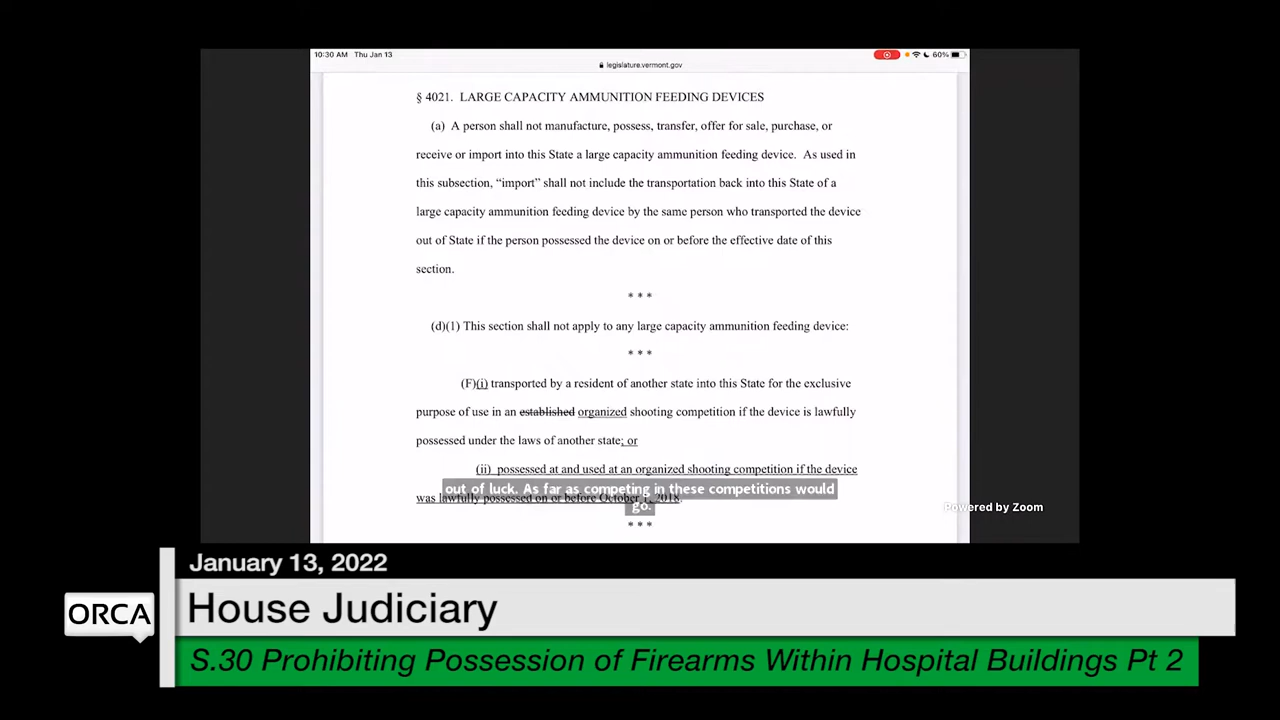 10:30 AM Thu Jan 13
60%
legislature.vermont.gov
§ 4021. LARGE CAPACITY AMMUNITION FEEDING DEVICES
(a) A person shall not manufacture, possess, transfer, offer for sale, purchase, or
receive or import into this State a large capacity ammunition feeding device. As used in
this subsection, “import” shall not include the transportation back into this State of a
large capacity ammunition feeding device by the same person who transported the device
out of State if the person possessed the device on or before the effective date of this
section.
* * *
(d)(1) This section shall not apply to any large capacity ammunition feeding device:
* * *
(F)(i) transported by a resident of another state into this State for the exclusive
purpose of use in an established organized shooting competition if the device is lawfully
possessed under the laws of another state; or
(ii) possessed at and used at an organized shooting competition if the device
out of luck. As far as competing in these competitions would
was lawfully possessed on or before October 1, 2018.
go.
* * *
Powered by Zoom
January 13, 2022
ORCA
House Judiciary
S.30 Prohibiting Possession of Firearms Within Hospital Buildings Pt 2